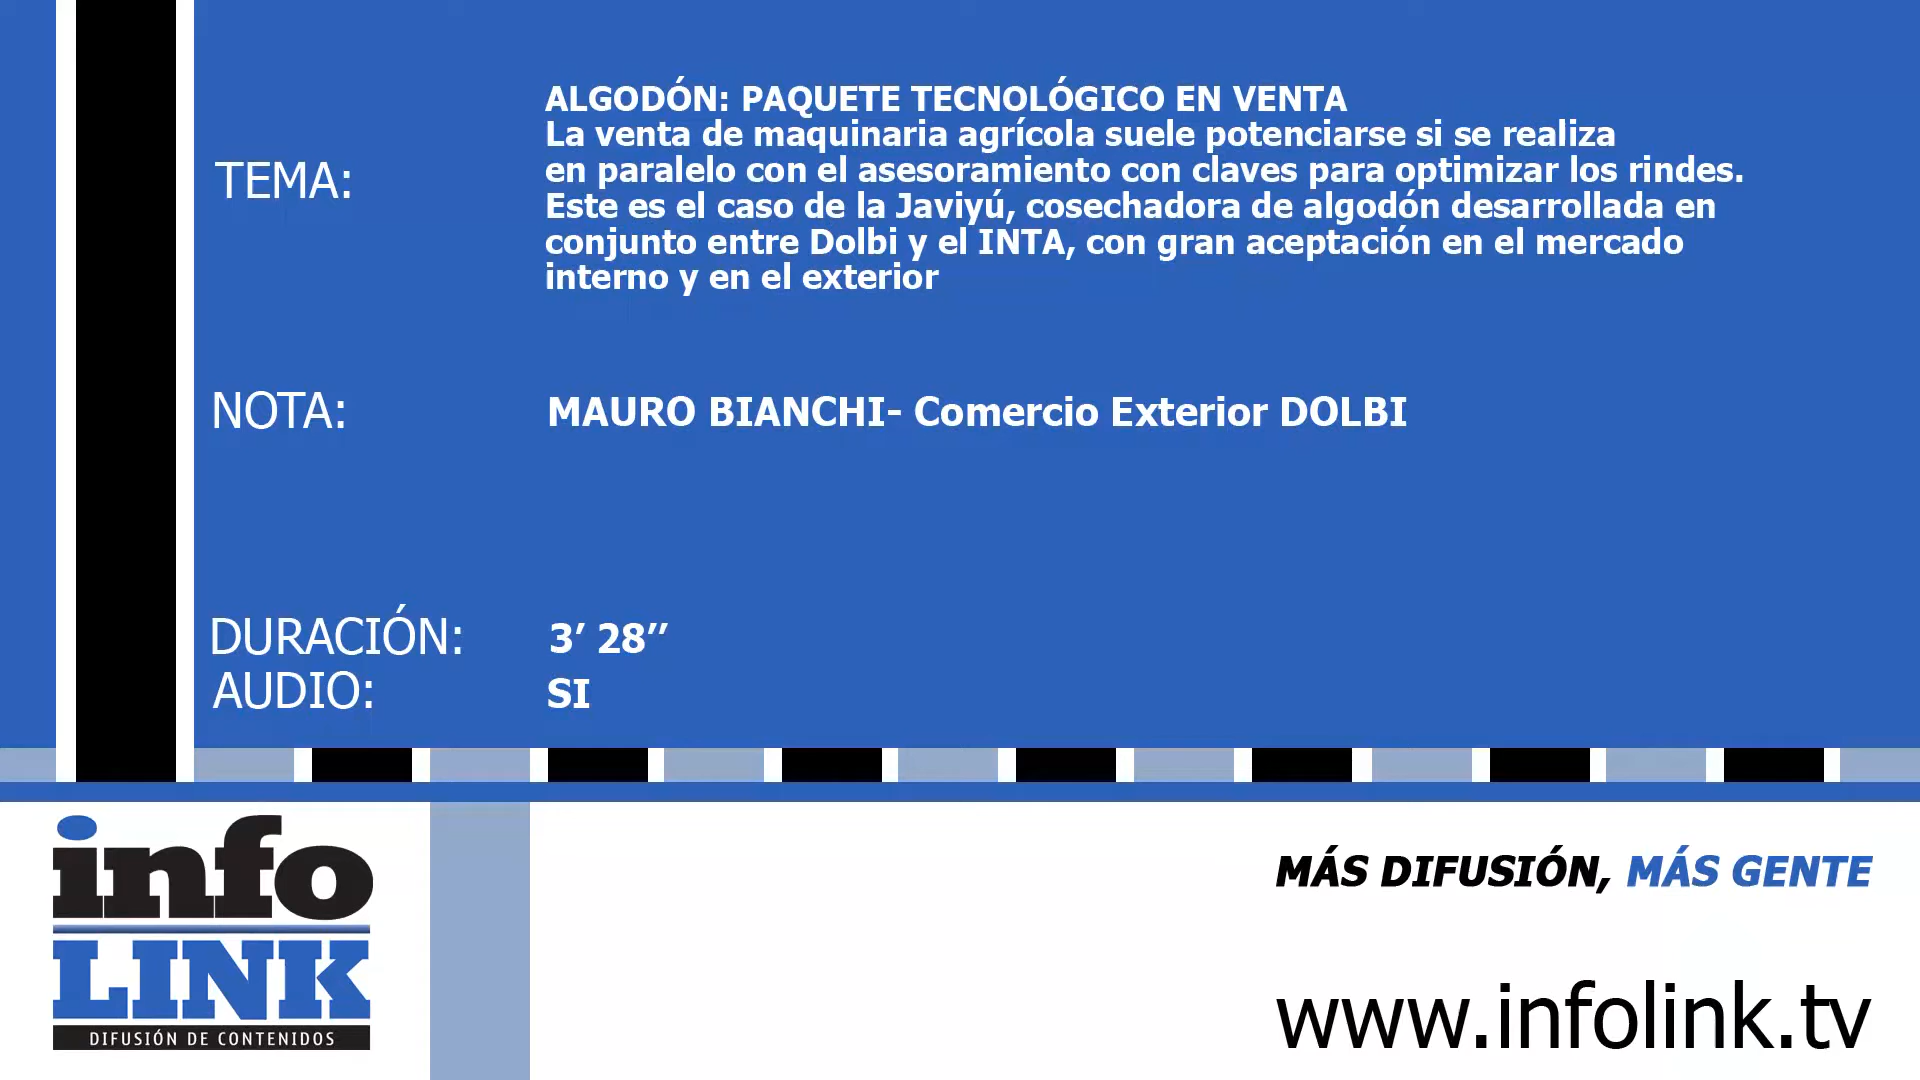 TEMA:
ALGODÓN: PAQUETE TECNOLÓGICO EN VENTA
La venta de maquinaria agrícola suele potenciarse si se realiza
en paralelo con el asesoramiento con claves para optimizar los rindes.
Este es el caso de la Javiyú, cosechadora de algodón desarrollada en
conjunto entre Dolbi y el INTA, con gran aceptación en el mercado
interno y en el exterior
NOTA:
MAURO BIANCHI- Comercio Exterior DOLBI
DURACIÓN:
3’ 28’’
AUDIO:
SI
info
LINK
DIFUSIÓN DE CONTENIDOS
MÁS DIFUSIÓN, MÁS GENTE
www.infolink.tv